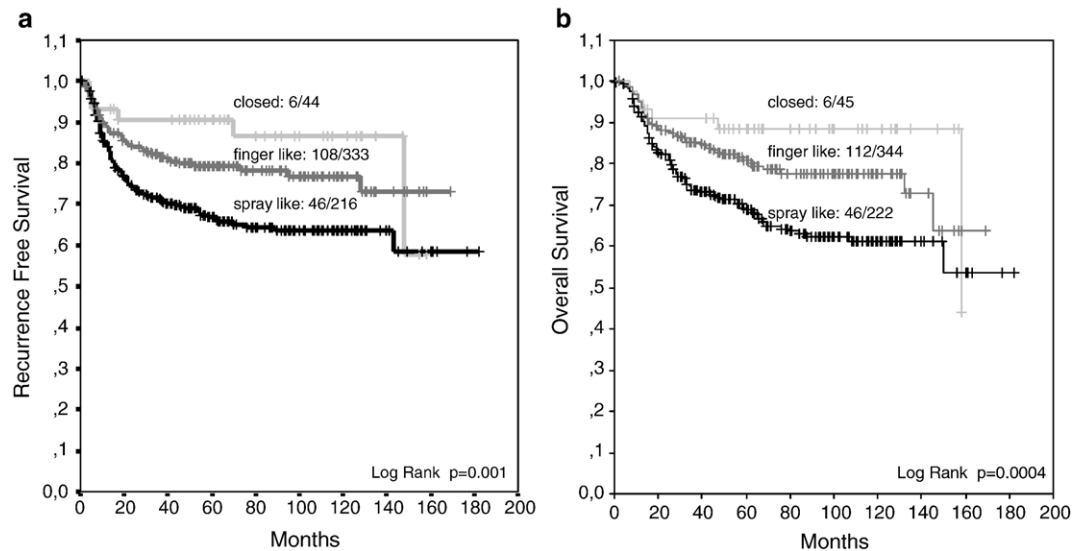 a
Recurrence Free Survival
1,1
1,0
,9
,8
,7
,6
,5
,4
,3
,2
,1
0,0
closed: 6/44
finger like: 108/333
spray like: 46/216
Log Rank p=0.001
0 20 40 60 80 100 120 140 160 180 200
Months
b
Overall Survival
1,1
1,0
,9
,8
,7
,6
,5
,4
,3
,2
,1
0,0
closed: 6/45
finger like: 112/344
spray like: 46/222
Log Rank p=0.0004
0 20 40 60 80 100 120 140 160 180 200
Months